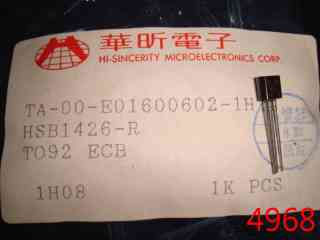 華昕電子
HI-SINCERITY MICROELECTRONICS CORP
TA-00-E01600602-1H
HSB1426-R
TO92 ECB
1H08 1K PCS
4968